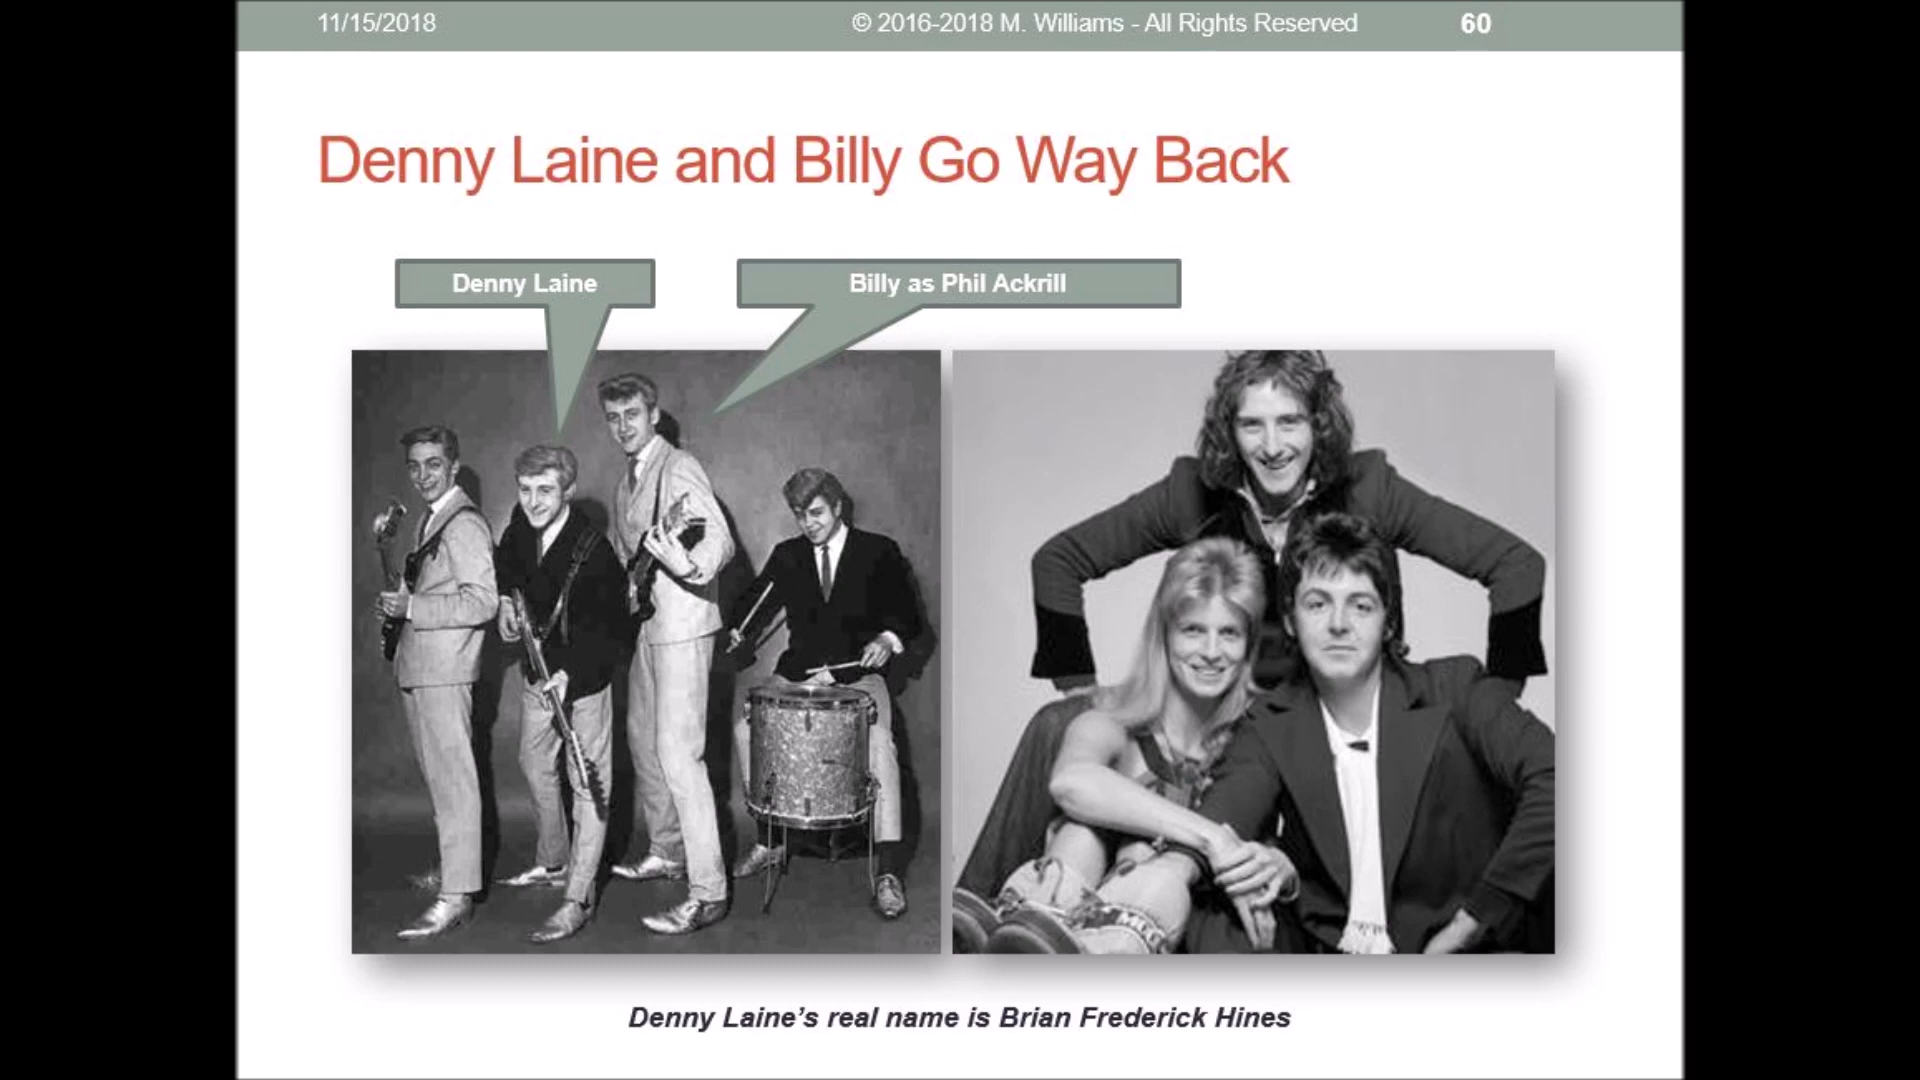 11/15/2018 © 2016-2018 M. Williams - All Rights Reserved 60
Denny Laine and Billy Go Way Back
Denny Laine
Billy as Phil Ackrill
Denny Laine’s real name is Brian Frederick Hines